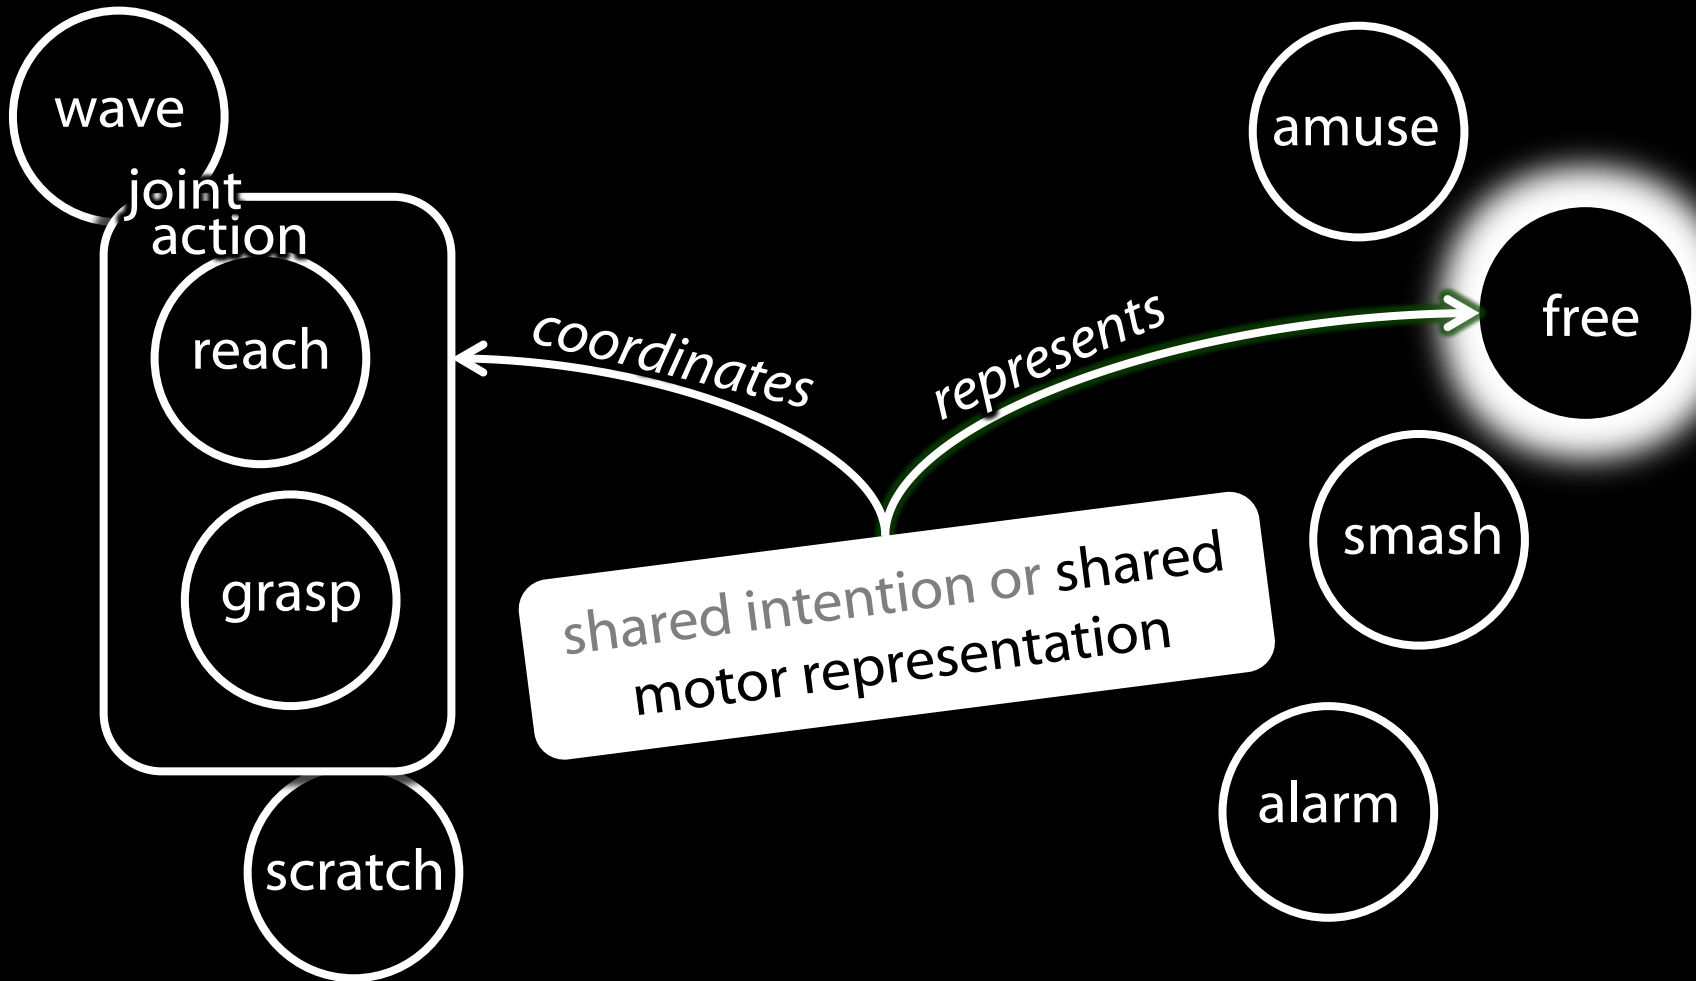 wave
joint
action
reach
grasp
scratch
coordinates
represents
shared intention or shared
motor representation
amuse
free
smash
alarm